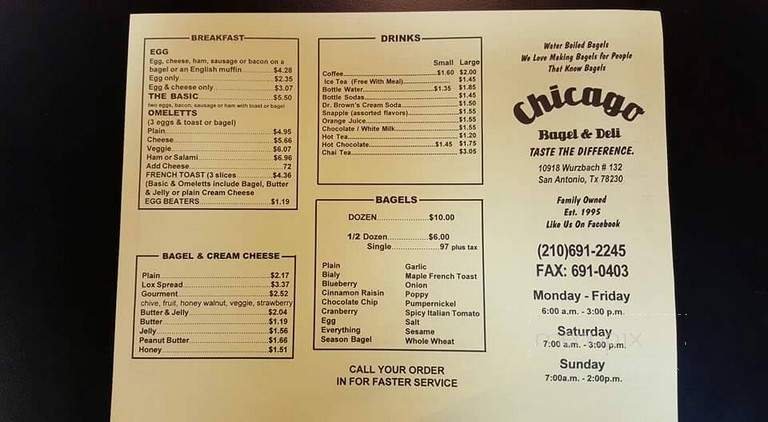 BREAKFAST
EGG
Egg, cheese, ham, sausage or bacon on a
bagel or an English muffin...$4.28
Egg only...$2.35
Egg & cheese only...$3.07
THE BASIC...$5.50
two eggs, bacon, sausage or ham with toast or bagel
OMELETTS
(3 eggs & toast or bagel)
Plain...$4.95
Cheese...$5.66
Veggie...$6.07
Ham or Salami...$6.96
Add Cheese...72
FRENCH TOAST (3 slices...$4.36
(Basic & Omeletts include Bagel, Butter
& Jelly or plain Cream Cheese
EGG BEATERS...$1.19
BAGEL & CREAM CHEESE
Plain...$2.17
Lox Spread...$3.37
Gourment...$2.52
chive, fruit, honey walnut, veggie, strawberry
Butter & Jelly...$2.04
Butter...$1.19
Jelly...$1.56
Peanut Butter...$1.66
Honey...$1.51
DRINKS
Small Large
Coffee...$1.60 $2.00
Ice Tea (Free With Meal)...$1.45
Bottle Water...$1.35 $1.85
Bottle Sodas...$1.45
Dr. Brown's Cream Soda...$1.50
Snapple (assorted flavors)...$1.55
Orange Juice...$1.55
Chocolate / White Milk...$1.55
Hot Tea...$1.20
Hot Chocolate...$1.45 $1.75
Chai Tea...$3.05
BAGELS
DOZEN...$10.00
1/2 Dozen...$6.00
Single...97 plus tax
Plain
Bialy
Blueberry
Cinnamon Raisin
Chocolate Chip
Cranberry
Egg
Everything
Season Bagel
Garlic
Maple French Toast
Onion
Poppy
Pumpernickel
Spicy Italian Tomato
Salt
Sesame
Whole Wheat
CALL YOUR ORDER
IN FOR FASTER SERVICE
Water Boiled Bagels
We Love Making Bagels for People
That Know Bagels
Chicago
Bagel & Deli
TASTE THE DIFFERENCE.
10918 Wurzbach # 132
San Antonio, Tx 78230
Family Owned
Est. 1995
Like Us On Facebook
(210)691-2245
FAX: 691-0403
Monday - Friday
6:00 a.m. - 3:00 p.m.
Saturday
7:00 a.m. - 3:00 p.m.
Sunday
7:00a.m. - 2:00p.m.